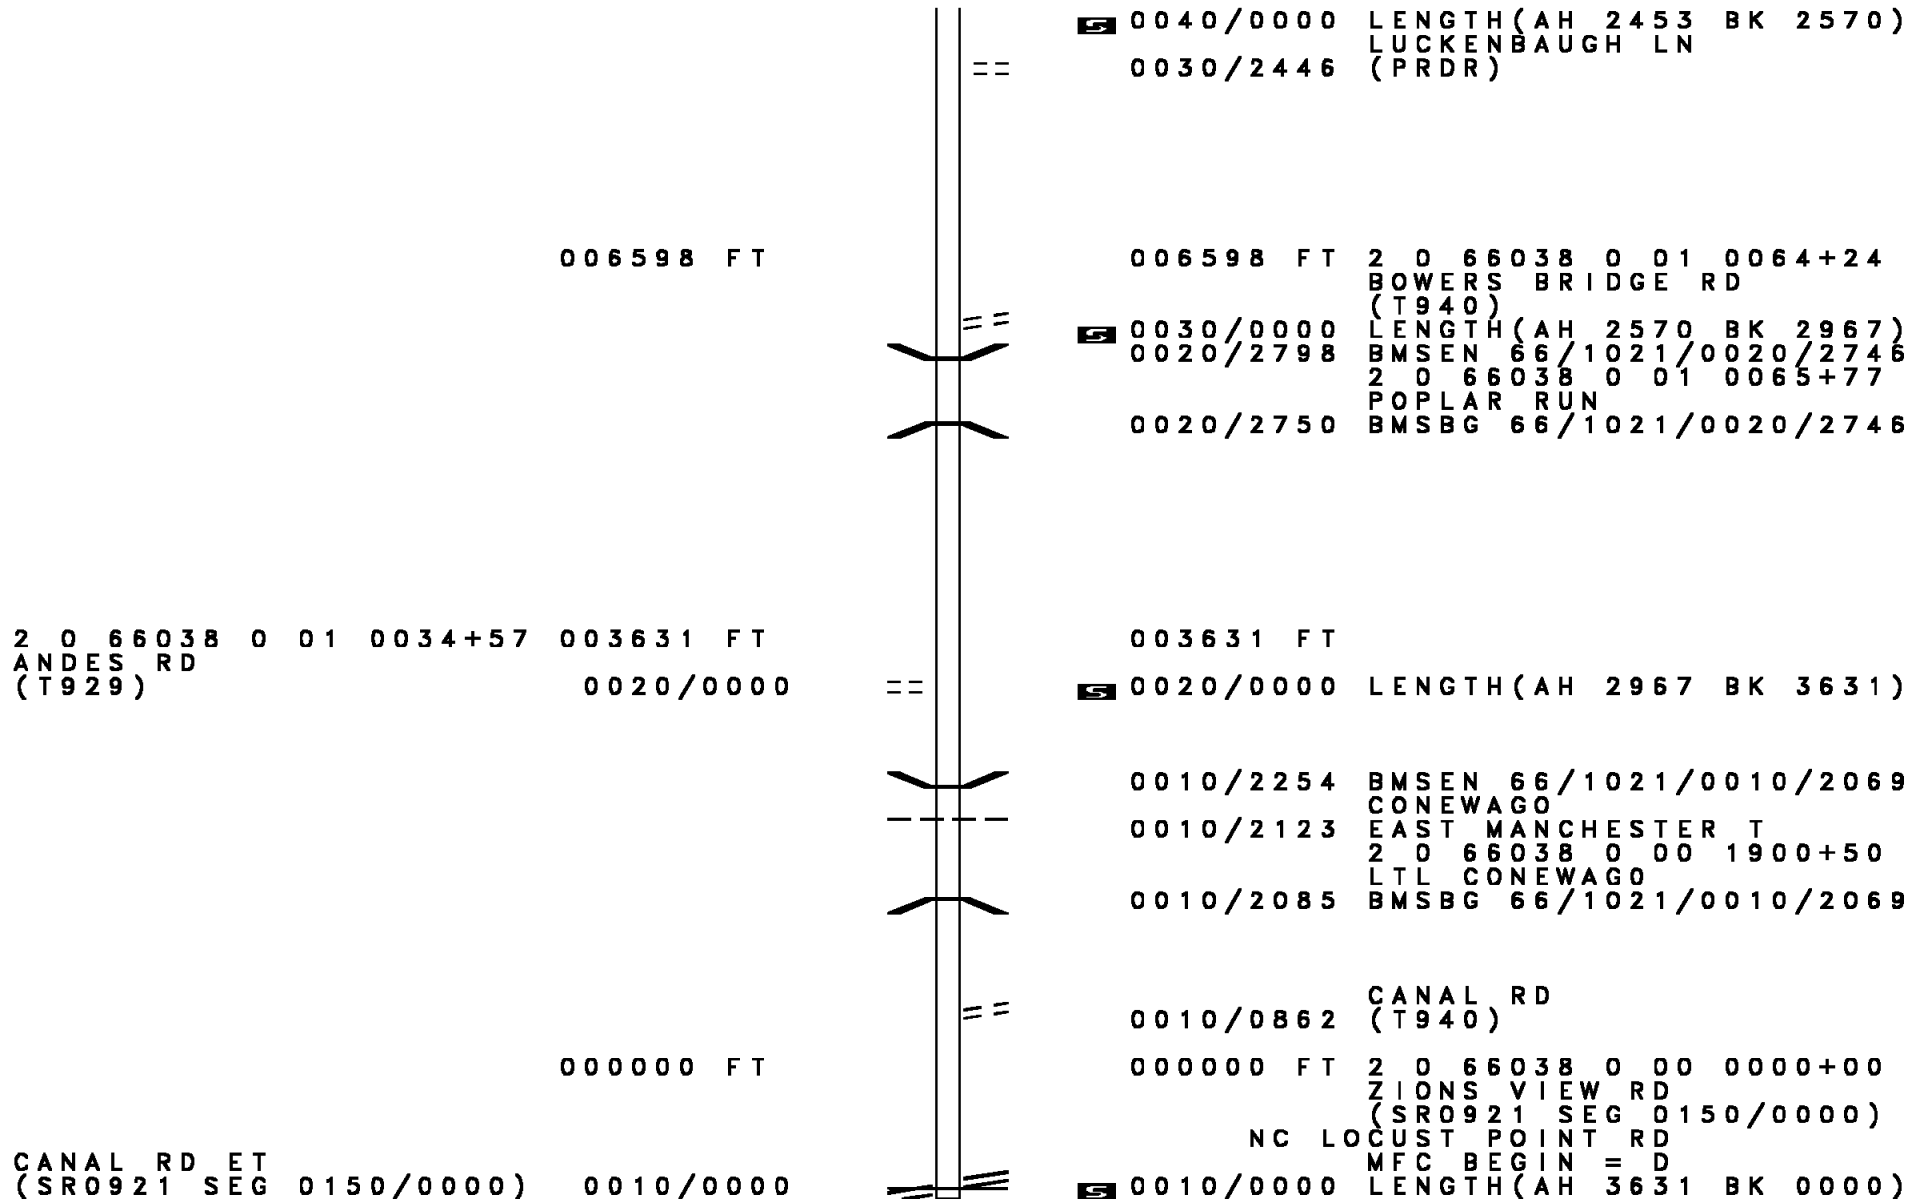 S 0040/0000 LENGTH(AH 2453 BK 2570)
LUCKENBAUGH LN
0030/2446 (PRDR)
006598 FT 006598 FT 2 0 66038 0 01 0064+24
BOWERS BRIDGE RD
(T940)
S 0030/0000 LENGTH(AH 2570 BK 2967)
0020/2798 BMSEN 66/1021/0020/2746
2 0 66038 0 01 0065+77
POPLAR RUN
0020/2750 BMSBG 66/1021/0020/2746
2 0 66038 0 01 0034+57 003631 FT 003631 FT
ANDES RD
(T929) 0020/0000 S 0020/0000 LENGTH(AH 2967 BK 3631)
0010/2254 BMSEN 66/1021/0010/2069
CONEWAGO
0010/2123 EAST MANCHESTER T
2 0 66038 0 00 1900+50
LTL CONEWAGO
0010/2085 BMSBG 66/1021/0010/2069
CANAL RD
0010/0862 (T940)
000000 FT 000000 FT 2 0 66038 0 00 0000+00
ZIONS VIEW RD
(SR0921 SEG 0150/0000)
NC LOCUST POINT RD
CANAL RD ET MFC BEGIN = D
(SR0921 SEG 0150/0000) 0010/0000 S 0010/0000 LENGTH(AH 3631 BK 0000)